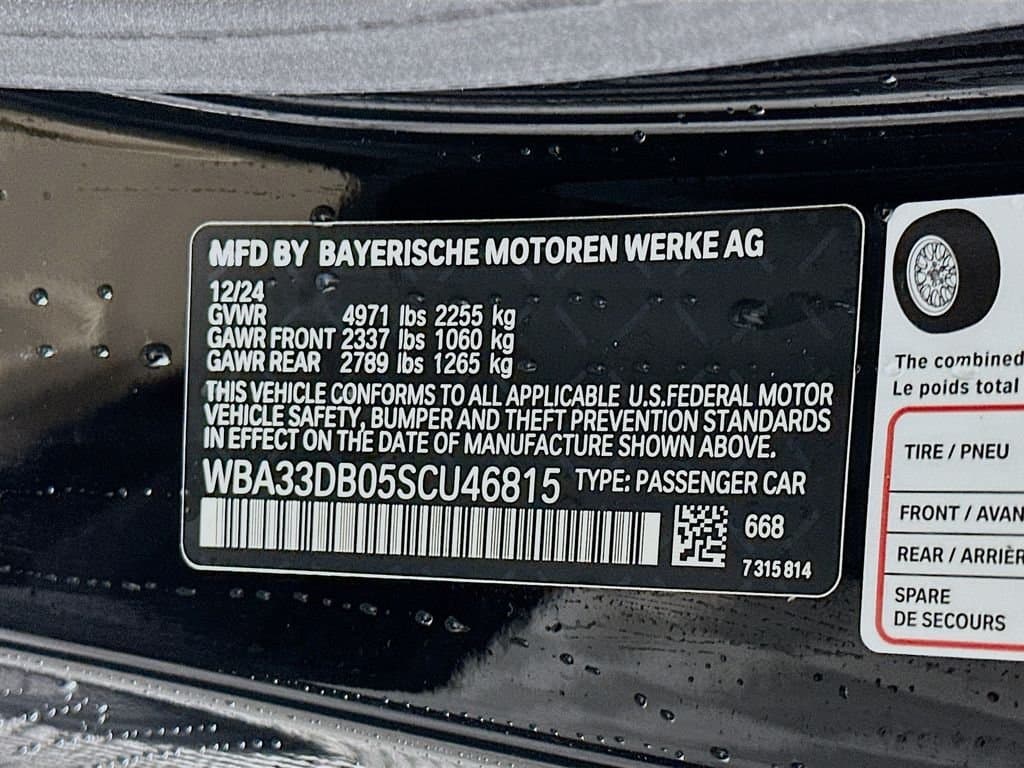 MFD BY BAYERISCHE MOTOREN WERKE AG
12/24
GVWR 4971 lbs 2255 kg
GAWR FRONT 2337 lbs 1060 kg
GAWR REAR 2789 lbs 1265 kg
THIS VEHICLE CONFORMS TO ALL APPLICABLE U.S.FEDERAL MOTOR
VEHICLE SAFETY, BUMPER AND THEFT PREVENTION STANDARDS
IN EFFECT ON THE DATE OF MANUFACTURE SHOWN ABOVE.
WBA33DB05SCU46815 TYPE: PASSENGER CAR
668
7 315 814
The combined
Le poids total
TIRE / PNEU
FRONT / AVAN
REAR / ARRIÈR
SPARE
DE SECOURS